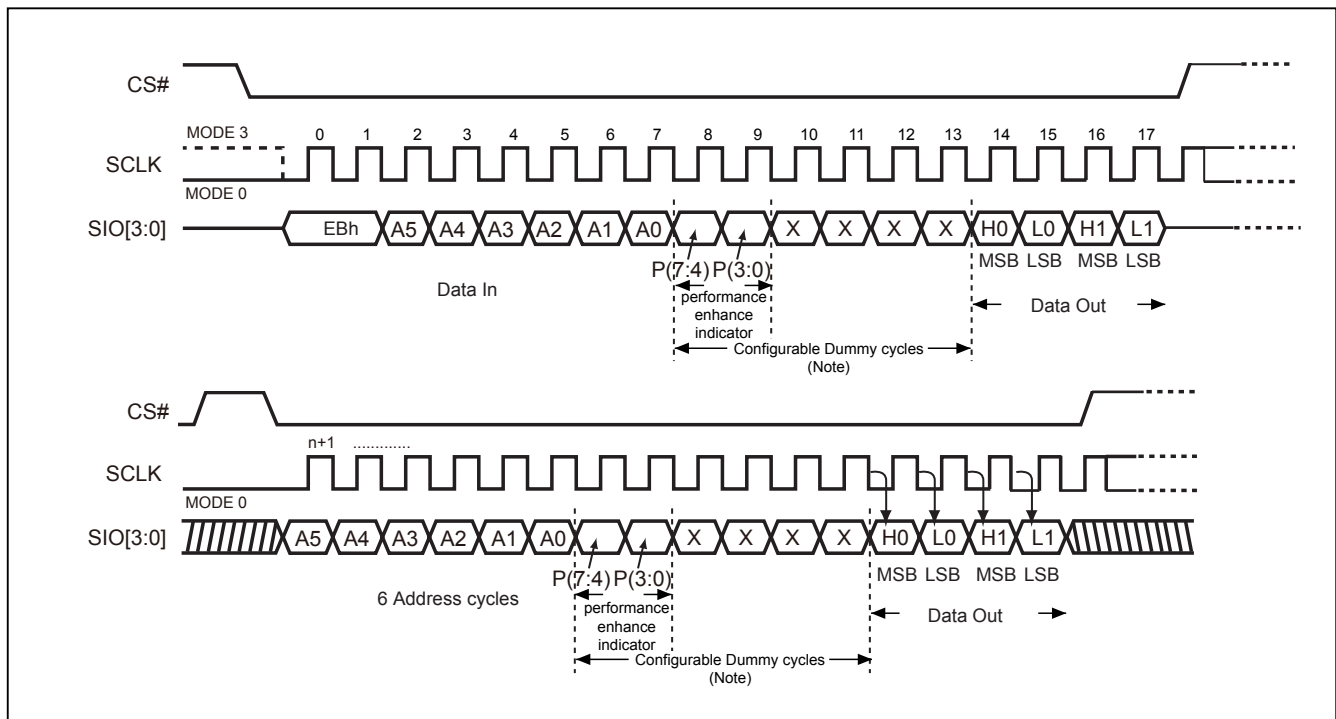 CS#
MODE 3
0 1 2 3 4 5 6 7 8 9 10 11 12 13 14 15 16 17
SCLK
MODE 0
SIO[3:0]
EBh A5 A4 A3 A2 A1 A0 X X X X H0 L0 H1 L1
P(7:4) P(3:0)
MSB LSB MSB LSB
Data In
performance
enhance
indicator
Data Out
Configurable Dummy cycles
(Note)
CS#
n+1 .............
SCLK
MODE 0
SIO[3:0]
A5 A4 A3 A2 A1 A0 X X X X H0 L0 H1 L1
P(7:4) P(3:0)
MSB LSB MSB LSB
6 Address cycles
performance
enhance
indicator
Data Out
Configurable Dummy cycles
(Note)